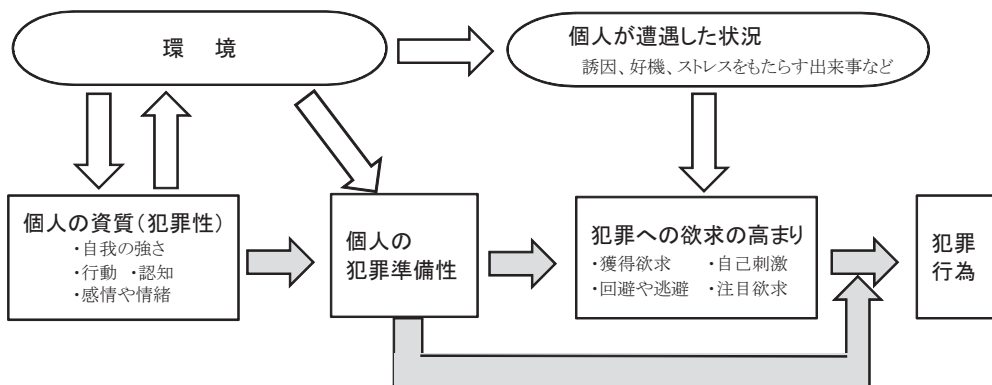 環　境
個人が遭遇した状況
誘因、好機、ストレスをもたらす出来事など
個人の資質（犯罪性）
・自我の強さ
・行動　・認知
・感情や情緒
個人の
犯罪準備性
犯罪への欲求の高まり
・獲得欲求　・自己刺激
・回避や逃避　・注目欲求
犯罪
行為